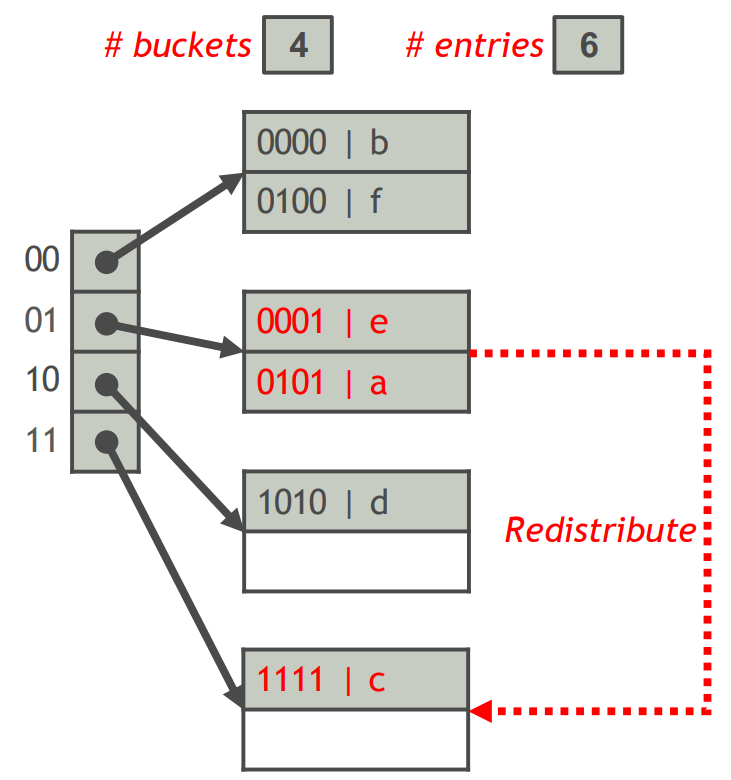 # buckets 4 # entries 6
0000 | b
0100 | f
00
01
10
11
0001 | e
0101 | a
1010 | d
Redistribute
1111 | c